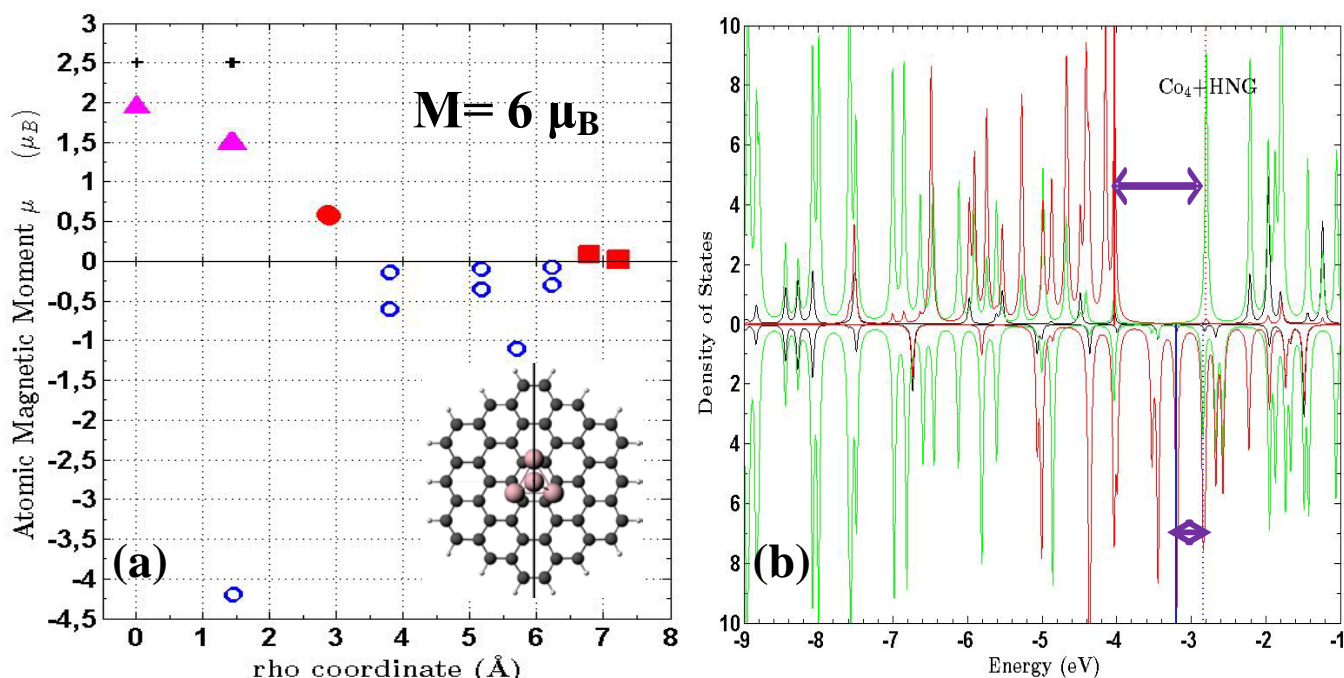 3
2,5
2
1,5
1
0,5
0
-0,5
-1
-1,5
-2
-2,5
-3
-3,5
-4
-4,5
Atomic Magnetic Moment μ (μB)
M= 6 μB
(a)
0 1 2 3 4 5 6 7 8
rho coordinate (Å)
10
8
6
4
2
0
2
4
6
8
10
Density of States
Co4+HNG
(b)
-9 -8 -7 -6 -5 -4 -3 -2 -1
Energy (eV)